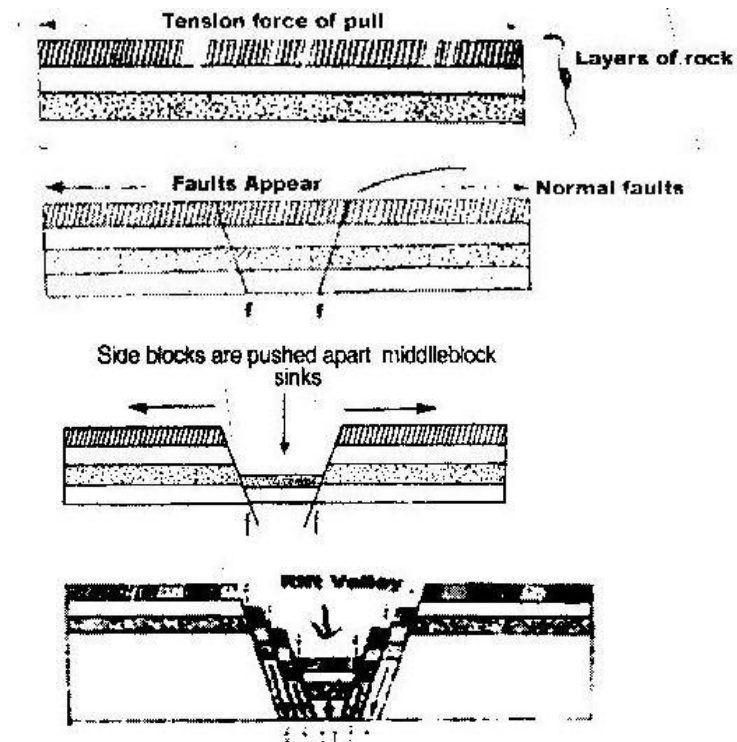 Tension force of pull
Layers of rock
Faults Appear
Normal faults
f f
Side blocks are pushed apart middlleblock
sinks
f f
Rift Valley